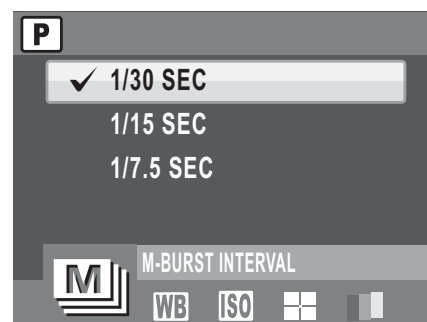 P
1/30 SEC
1/15 SEC
1/7.5 SEC
M-BURST INTERVAL
M
WB ISO